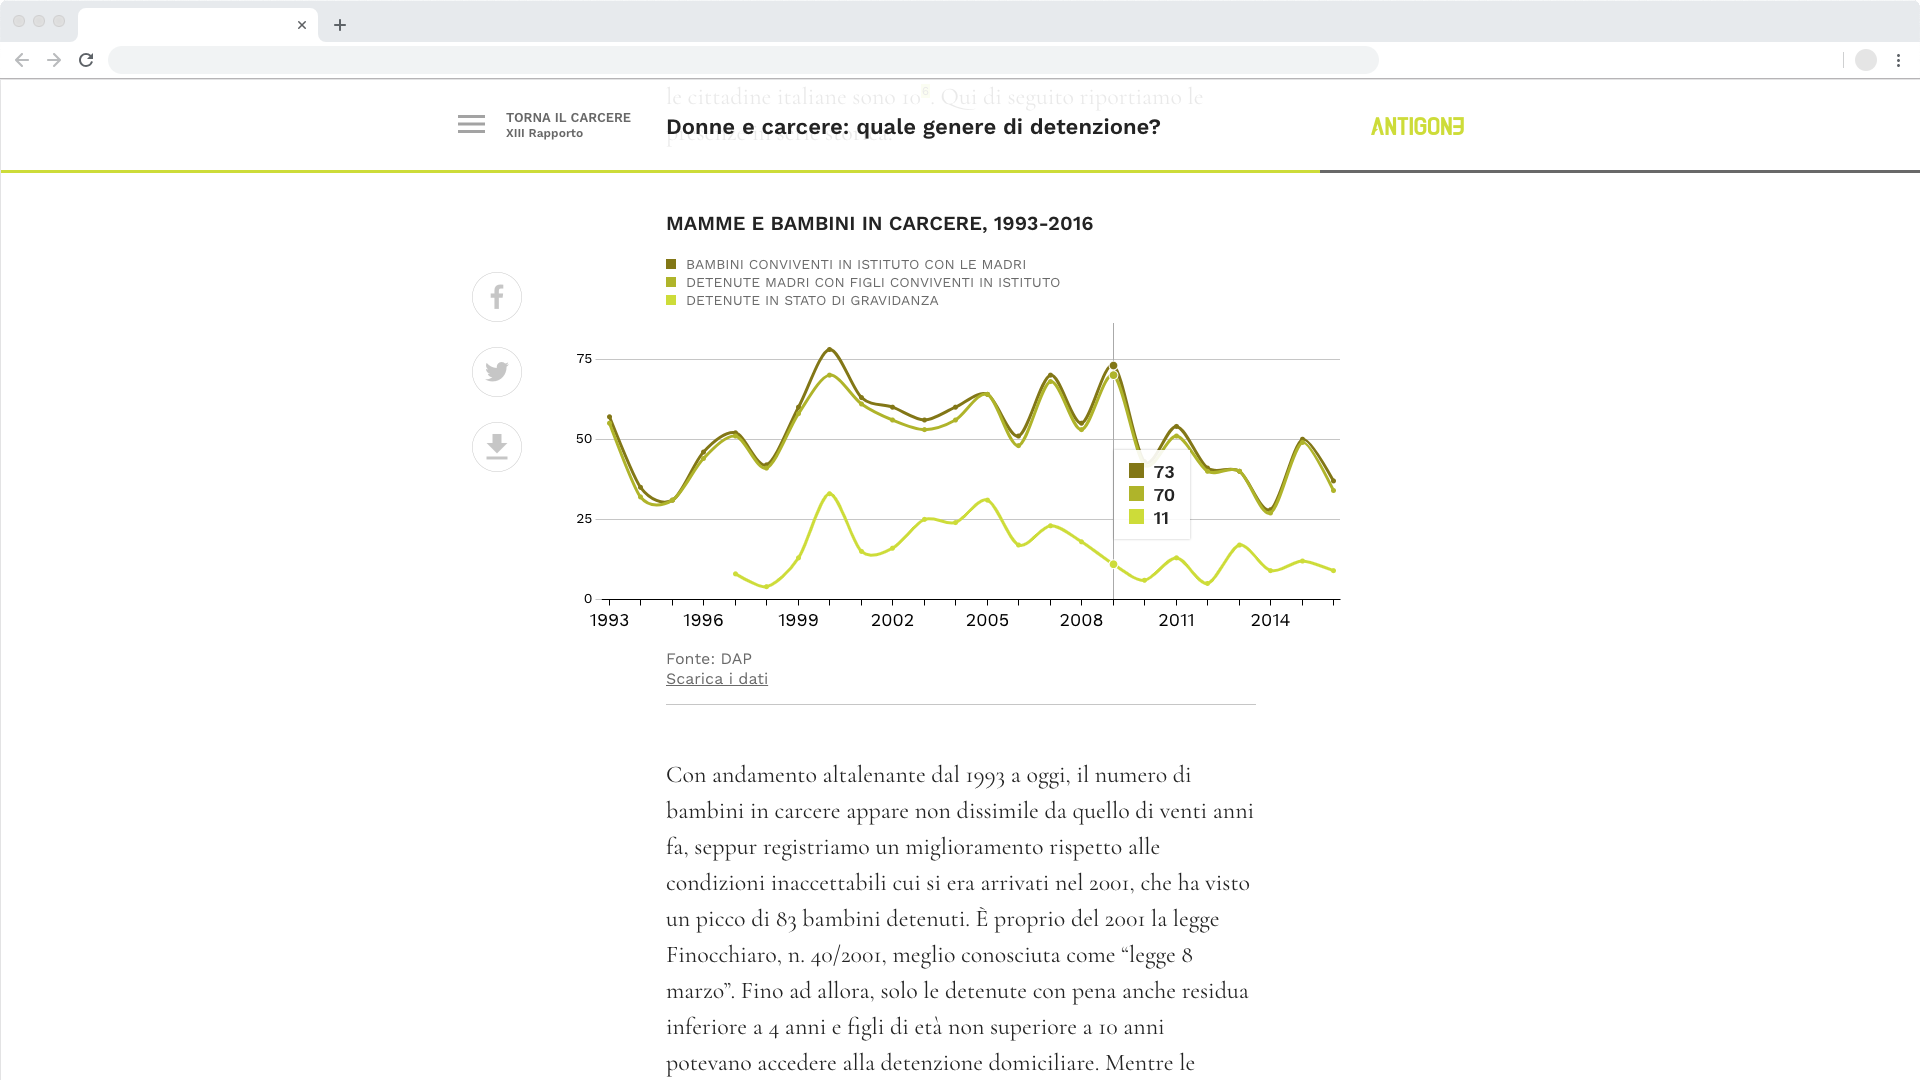 le cittadine italiane sono 10⁸. Qui di seguito riportiamo le
TORNA IL CARCERE
XIII Rapporto
Donne e carcere: quale genere di detenzione?
ANTIGONE
MAMME E BAMBINI IN CARCERE, 1993-2016
BAMBINI CONVIVENTI IN ISTITUTO CON LE MADRI
DETENUTE MADRI CON FIGLI CONVIVENTI IN ISTITUTO
DETENUTE IN STATO DI GRAVIDANZA
75
50
25
0
73
70
11
1993 1996 1999 2002 2005 2008 2011 2014
Fonte: DAP
Scarica i dati
Con andamento altalenante dal 1993 a oggi, il numero di
bambini in carcere appare non dissimile da quello di venti anni
fa, seppur registriamo un miglioramento rispetto alle
condizioni inaccettabili cui si era arrivati nel 2001, che ha visto
un picco di 83 bambini detenuti. È proprio del 2001 la legge
Finocchiaro, n. 40/2001, meglio conosciuta come “legge 8
marzo”. Fino ad allora, solo le detenute con pena anche residua
inferiore a 4 anni e figli di età non superiore a 10 anni
potevano accedere alla detenzione domiciliare. Mentre le